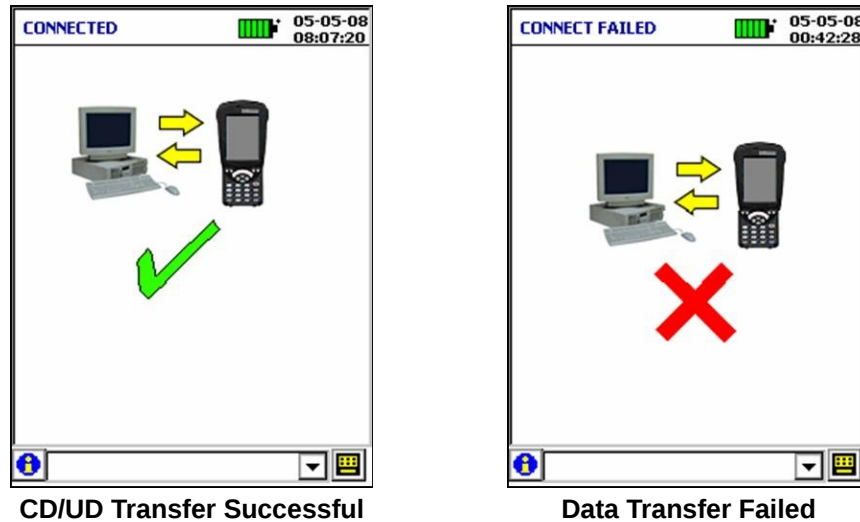 CONNECTED
05-05-08
08:07:20
CD/UD Transfer Successful
CONNECT FAILED
05-05-08
00:42:28
Data Transfer Failed